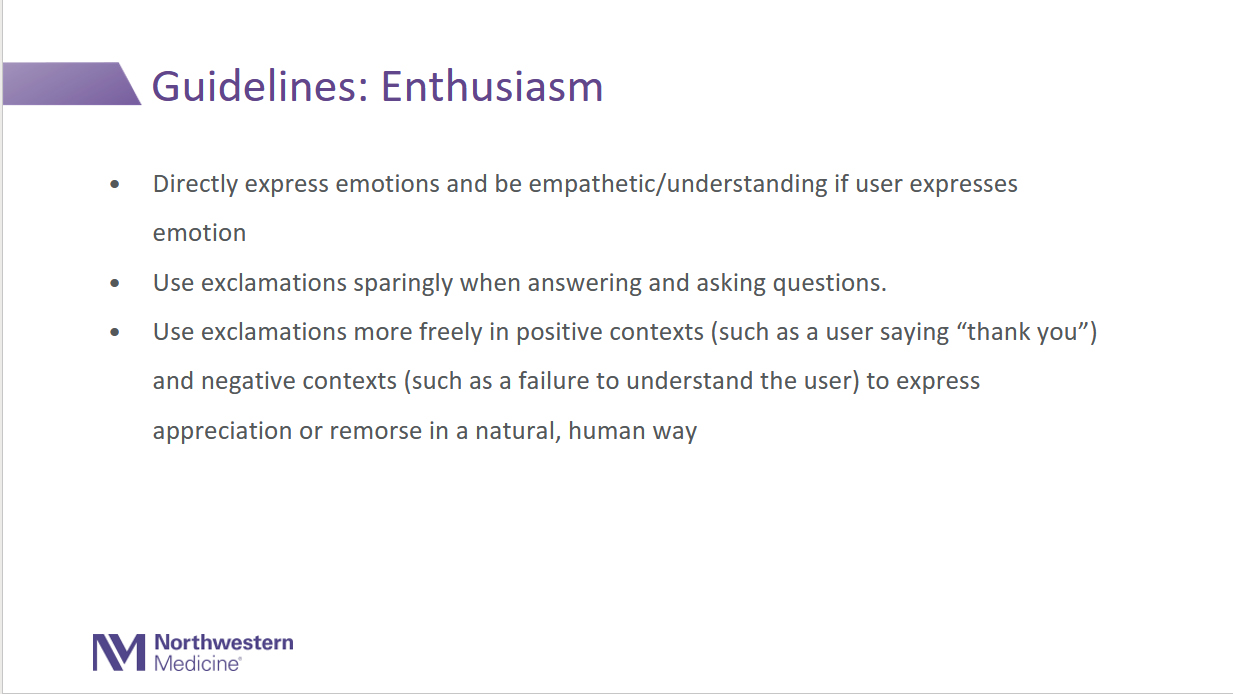 Guidelines: Enthusiasm
• Directly express emotions and be empathetic/understanding if user expresses
emotion
• Use exclamations sparingly when answering and asking questions.
• Use exclamations more freely in positive contexts (such as a user saying “thank you”)
and negative contexts (such as a failure to understand the user) to express
appreciation or remorse in a natural, human way
NM Northwestern
Medicine®